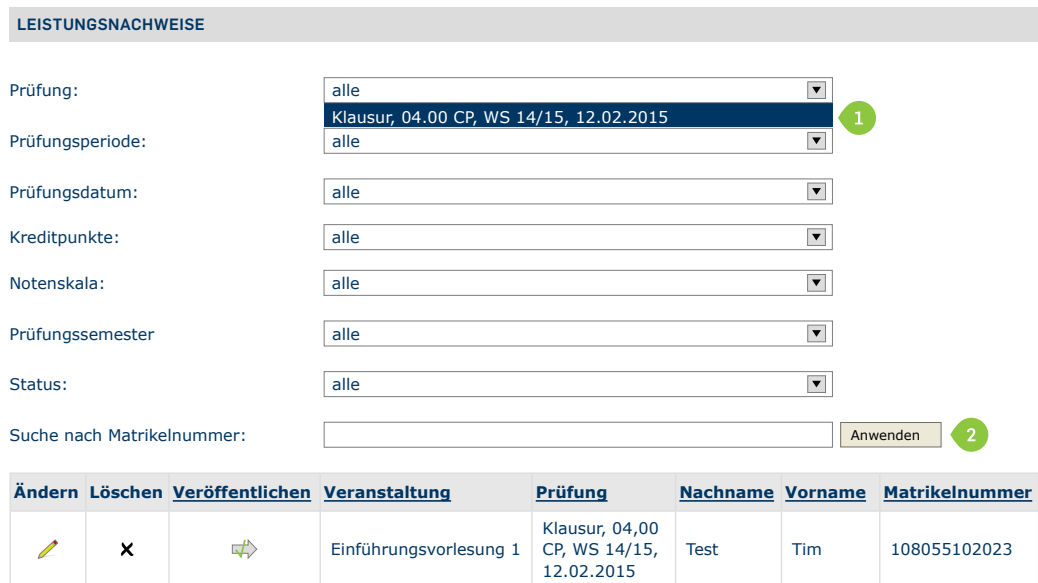 LEISTUNGSNACHWEISE
Prüfung: alle
Klausur, 04.00 CP, WS 14/15, 12.02.2015 1
Prüfungsperiode: alle
Prüfungsdatum: alle
Kreditpunkte: alle
Notenskala: alle
Prüfungssemester alle
Status: alle
Suche nach Matrikelnummer: Anwenden 2
Ändern Löschen Veröffentlichen Veranstaltung Prüfung Nachname Vorname Matrikelnummer
Klausur, 04,00
Einführungsvorlesung 1 CP, WS 14/15, Test Tim 108055102023
12.02.2015